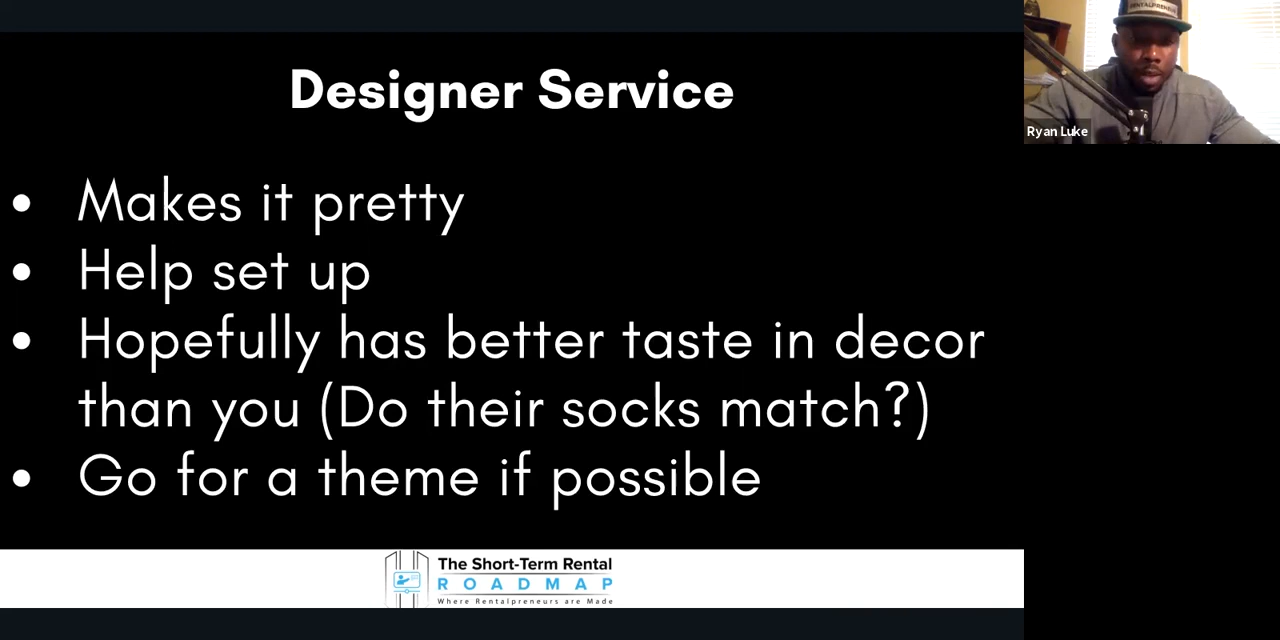 Designer Service
• Makes it pretty
• Help set up
• Hopefully has better taste in decor
than you (Do their socks match?)
• Go for a theme if possible
RENTALPRENEUR
Ryan Luke
The Short-Term Rental
ROADMAP
Where Rentalpreneurs are Made